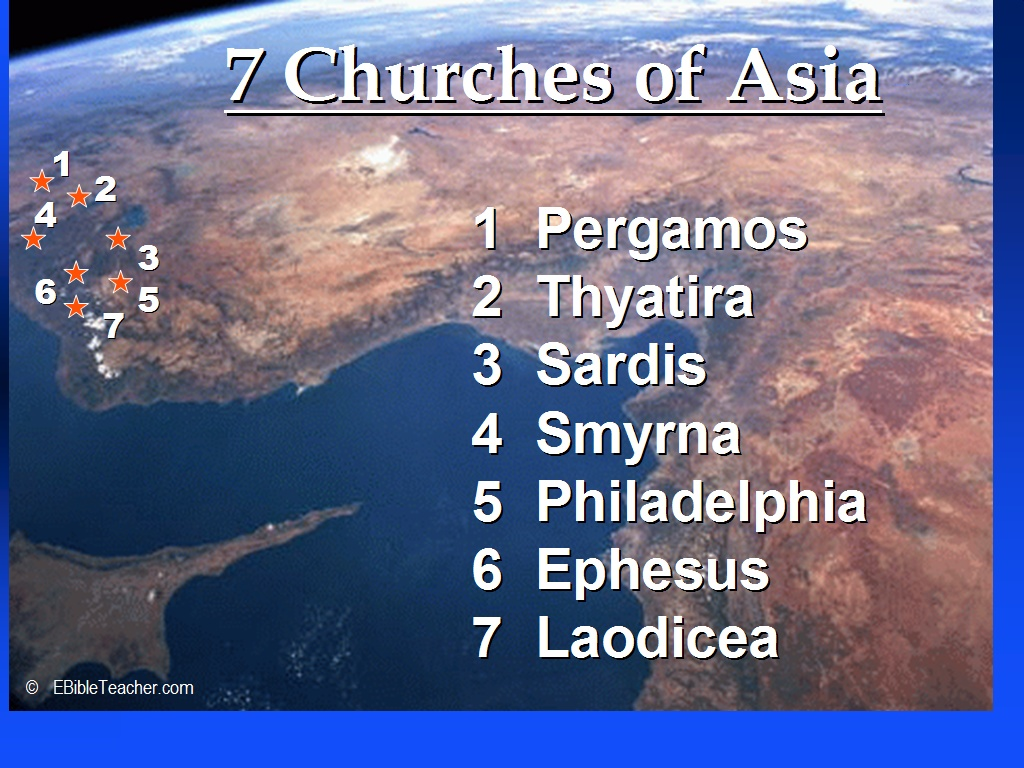 7 Churches of Asia
1
2
4
3
6
5
7
1 Pergamos
2 Thyatira
3 Sardis
4 Smyrna
5 Philadelphia
6 Ephesus
7 Laodicea
© EBibleTeacher.com